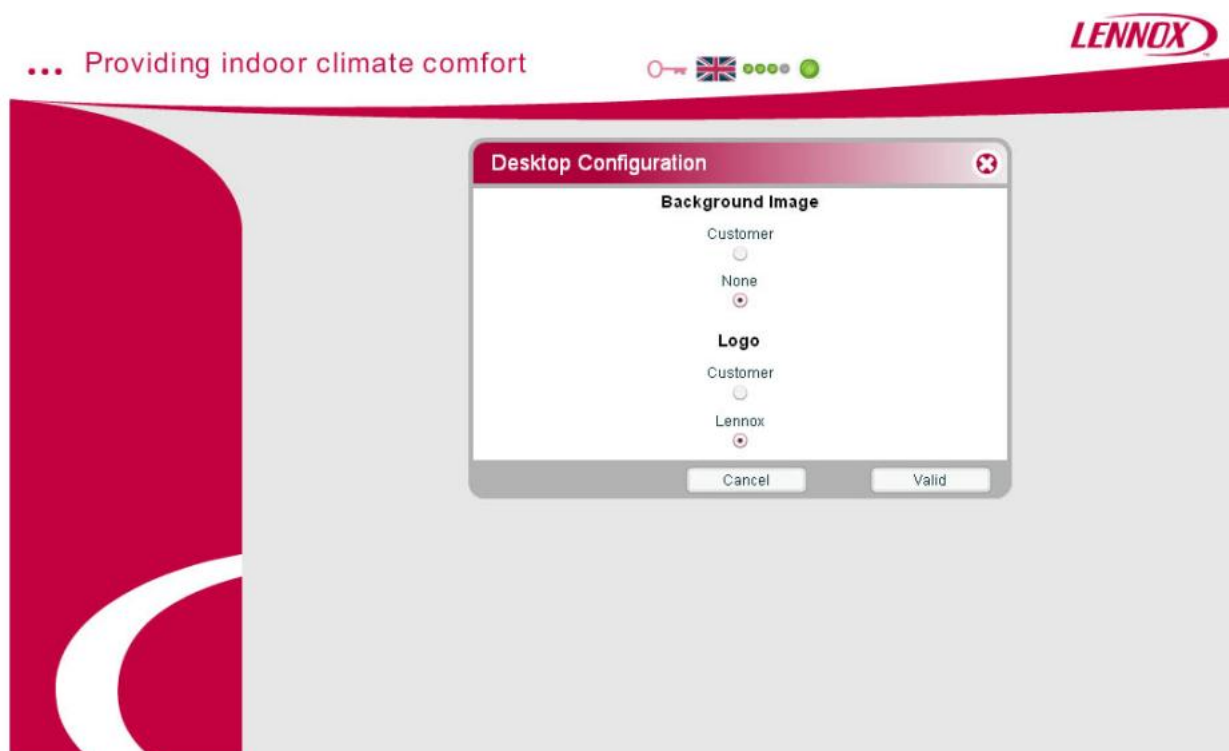 ... Providing indoor climate comfort
LENNOX
Desktop Configuration
Background Image
Customer
None
Logo
Customer
Lennox
Cancel
Valid